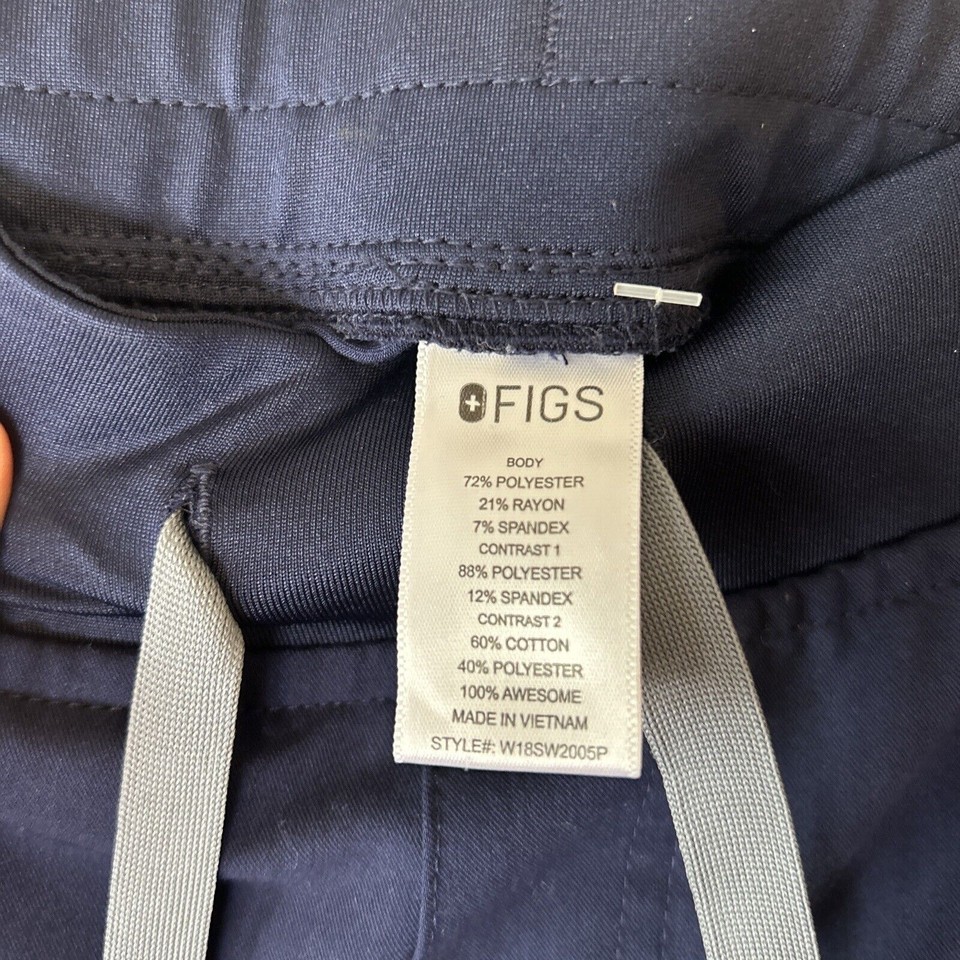 FIGS
BODY
72% POLYESTER
21% RAYON
7% SPANDEX
CONTRAST 1
88% POLYESTER
12% SPANDEX
CONTRAST 2
60% COTTON
40% POLYESTER
100% AWESOME
MADE IN VIETNAM
STYLE#: W18SW2005P